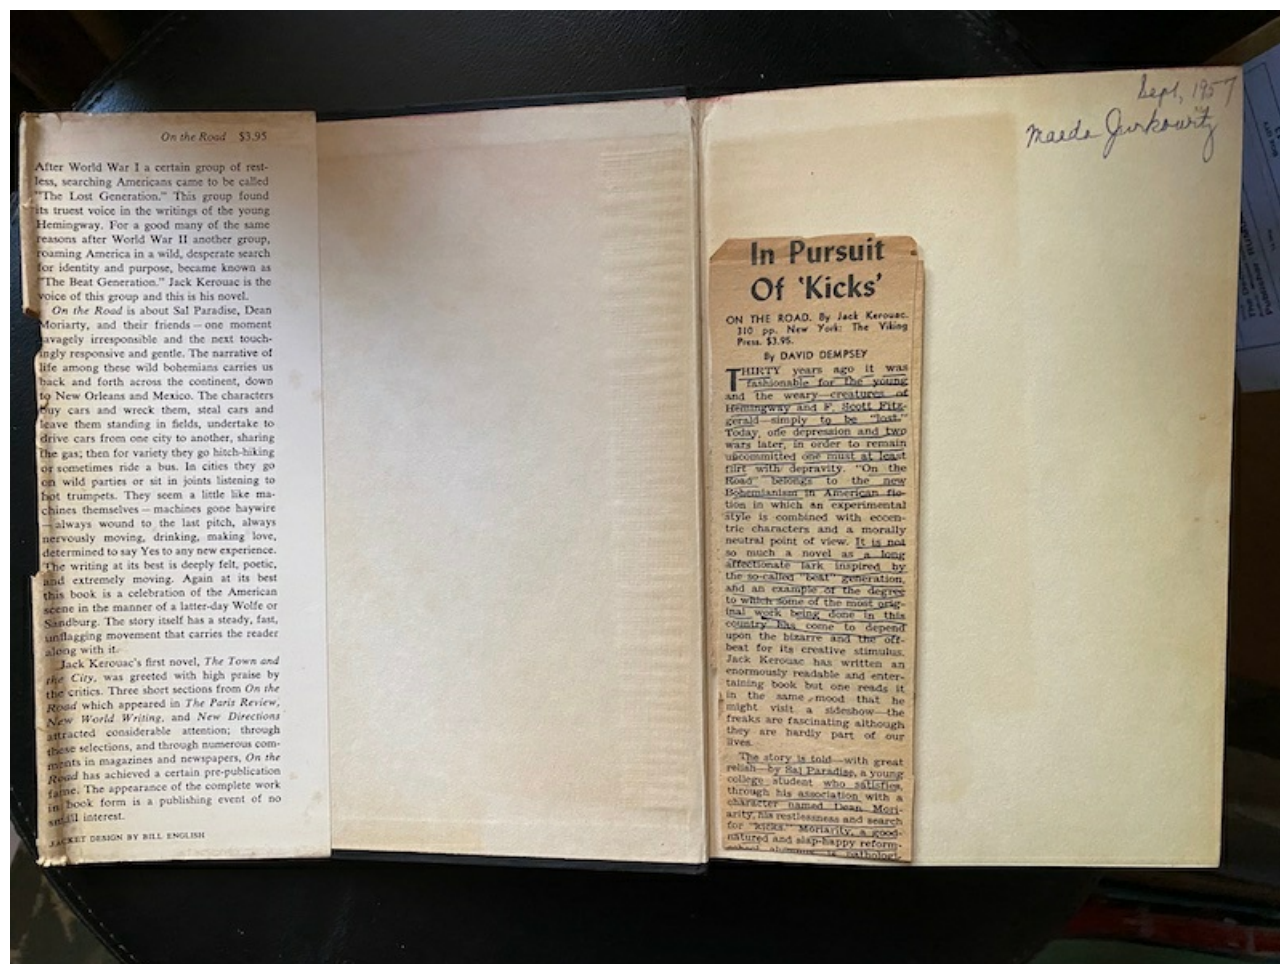 On the Road $3.95
After World War I a certain group of rest-
less, searching Americans came to be called
"The Lost Generation." This group found
its truest voice in the writings of the young
Hemingway. For a good many of the same
reasons after World War II another group,
roaming America in a wild, desperate search
for identity and purpose, became known as
"The Beat Generation." Jack Kerouac is the
voice of this group and this is his novel.
On the Road is about Sal Paradise, Dean
Moriarty, and their friends—one moment
savagely irresponsible and the next touch-
ingly responsive and gentle. The narrative of
life among these wild bohemians carries us
back and forth across the continent, down
to New Orleans and Mexico. The characters
buy cars and wreck them, steal cars and
leave them standing in fields, undertake to
drive cars from one city to another, sharing
the gas; then for variety they go hitch-hiking
or sometimes ride a bus. In cities they go
on wild parties or sit in joints listening to
hot trumpets. They seem a little like ma-
chines themselves—machines gone haywire
—always wound to the last pitch, always
nervously moving, drinking, making love,
determined to say Yes to any new experience.
The writing at its best is deeply felt, poetic,
and extremely moving. Again at its best
this book is a celebration of the American
scene in the manner of a latter-day Wolfe or
Sandburg. The story itself has a steady, fast,
unflagging movement that carries the reader
along with it.
Jack Kerouac's first novel, The Town and
the City, was greeted with high praise by
the critics. Three short sections from On the
Road which appeared in The Paris Review,
New World Writing, and New Directions
attracted considerable attention; through
these selections, and through numerous com-
ments in magazines and newspapers, On the
Road has achieved a certain pre-publication
fame. The appearance of the complete work
in book form is a publishing event of no
small interest.
JACKET DESIGN BY BILL ENGLISH
Sept, 1957
Maeda Jurkowitz
In Pursuit
Of 'Kicks'
ON THE ROAD. By Jack Kerouac.
310 pp. New York: The Viking
Press. $3.95.
By DAVID DEMPSEY
THIRTY years ago it was
fashionable for the young
and the weary—creatures of
Hemingway and F. Scott Fitz-
gerald—simply to be "lost."
Today, one depression and two
wars later, in order to remain
uncommitted one must at least
flirt with depravity. "On the
Road" belongs to the new
Bohemianism in American fic-
tion in which an experimental
style is combined with eccen-
tric characters and a morally
neutral point of view. It is not
so much a novel as a long
affectionate lark inspired by
the so-called "beat" generation,
and an example of the degree
to which some of the most orig-
inal work being done in this
country has come to depend
upon the bizarre and the off-
beat for its creative stimulus.
Jack Kerouac has written an
enormously readable and enter-
taining book but one reads it
in the same mood that he
might visit a sideshow—the
freaks are fascinating although
they are hardly part of our
lives.
The story is told—with great
relish—by Sal Paradise, a young
college student who satisfies,
through his association with a
character named Dean Mori-
arty, his restlessness and search
for "kicks." Moriarity, a good-
natured and slap-happy reform-
school alumnus, is pathologi-